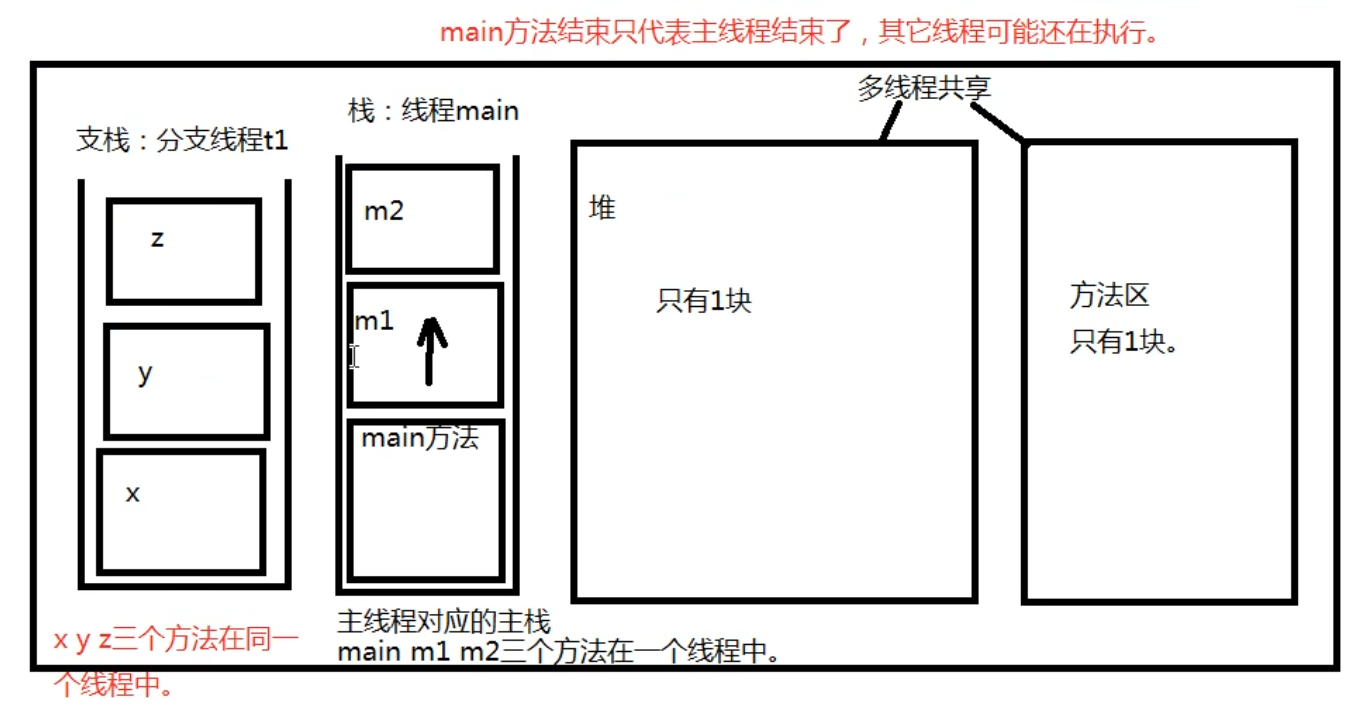 main方法结束只代表主线程结束了，其它线程可能还在执行。
多线程共享
栈：线程main
支栈：分支线程t1
z
y
x
m2
m1
main方法
堆
只有1块
方法区
只有1块。
x y z三个方法在同一
个线程中。
主线程对应的主栈
main m1 m2三个方法在一个线程中。